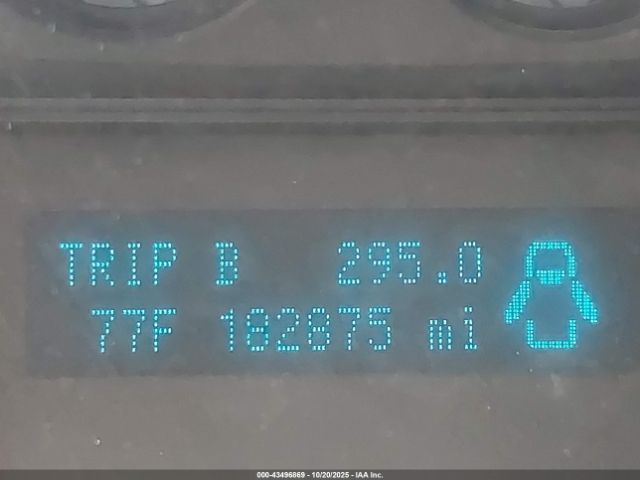 TRIP B 295.0
77F 182875 mi
000-43496869 - 10/20/2025 - IAA Inc.